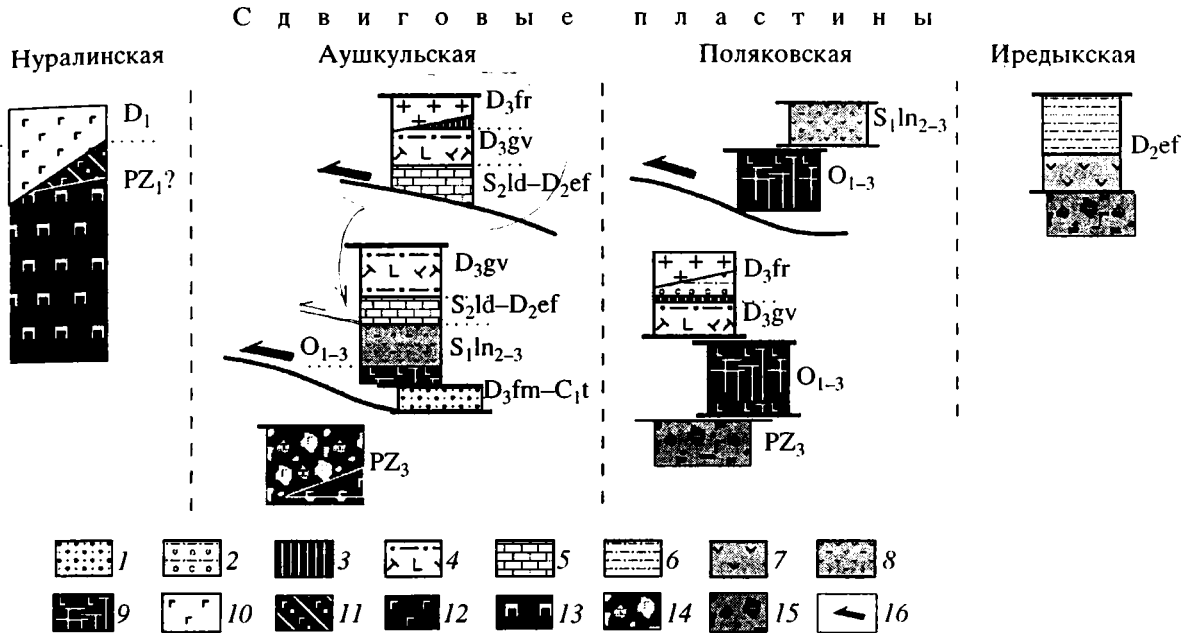 Сдвиговые пластины
Нуралинская Аушкульская Поляковская Иредыкская
D₁
PZ₁?
D₃fr
D₃gv
S₂ld–D₂ef
D₃gv
S₂ld–D₂ef
S₁ln₂₋₃
O₁₋₃
D₃fm–C₁t
PZ₃
S₁ln₂₋₃
O₁₋₃
D₃fr
D₃gv
O₁₋₃
PZ₃
D₂ef
1 2 3 4 5 6 7 8
9 10 11 12 13 14 15 16